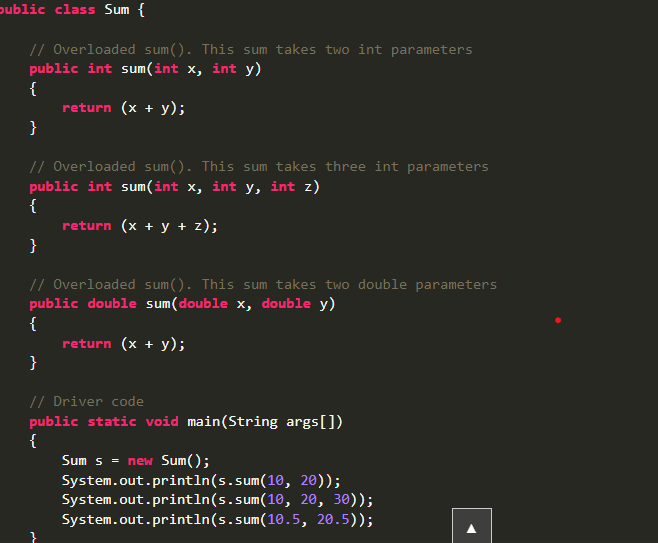 public class Sum {
// Overloaded sum(). This sum takes two int parameters
public int sum(int x, int y)
{
return (x + y);
}
// Overloaded sum(). This sum takes three int parameters
public int sum(int x, int y, int z)
{
return (x + y + z);
}
// Overloaded sum(). This sum takes two double parameters
public double sum(double x, double y)
{
return (x + y);
}
// Driver code
public static void main(String args[])
{
Sum s = new Sum();
System.out.println(s.sum(10, 20));
System.out.println(s.sum(10, 20, 30));
System.out.println(s.sum(10.5, 20.5));
}